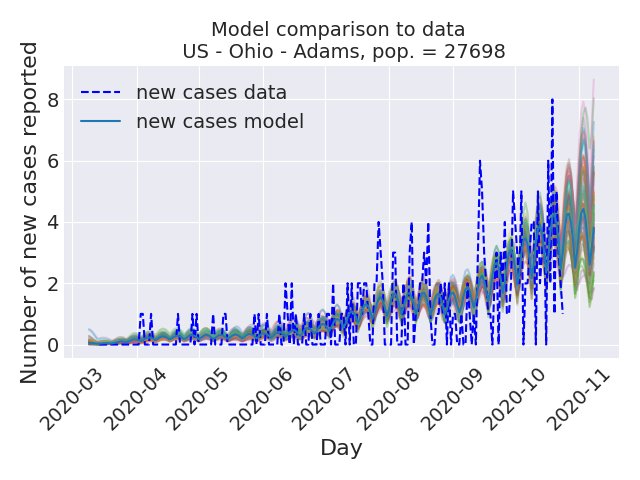 Model comparison to data
US - Ohio - Adams, pop. = 27698
new cases data
new cases model
Number of new cases reported
8
6
4
2
0
2020-03
2020-04
2020-05
2020-06
2020-07
2020-08
2020-09
2020-10
2020-11
Day